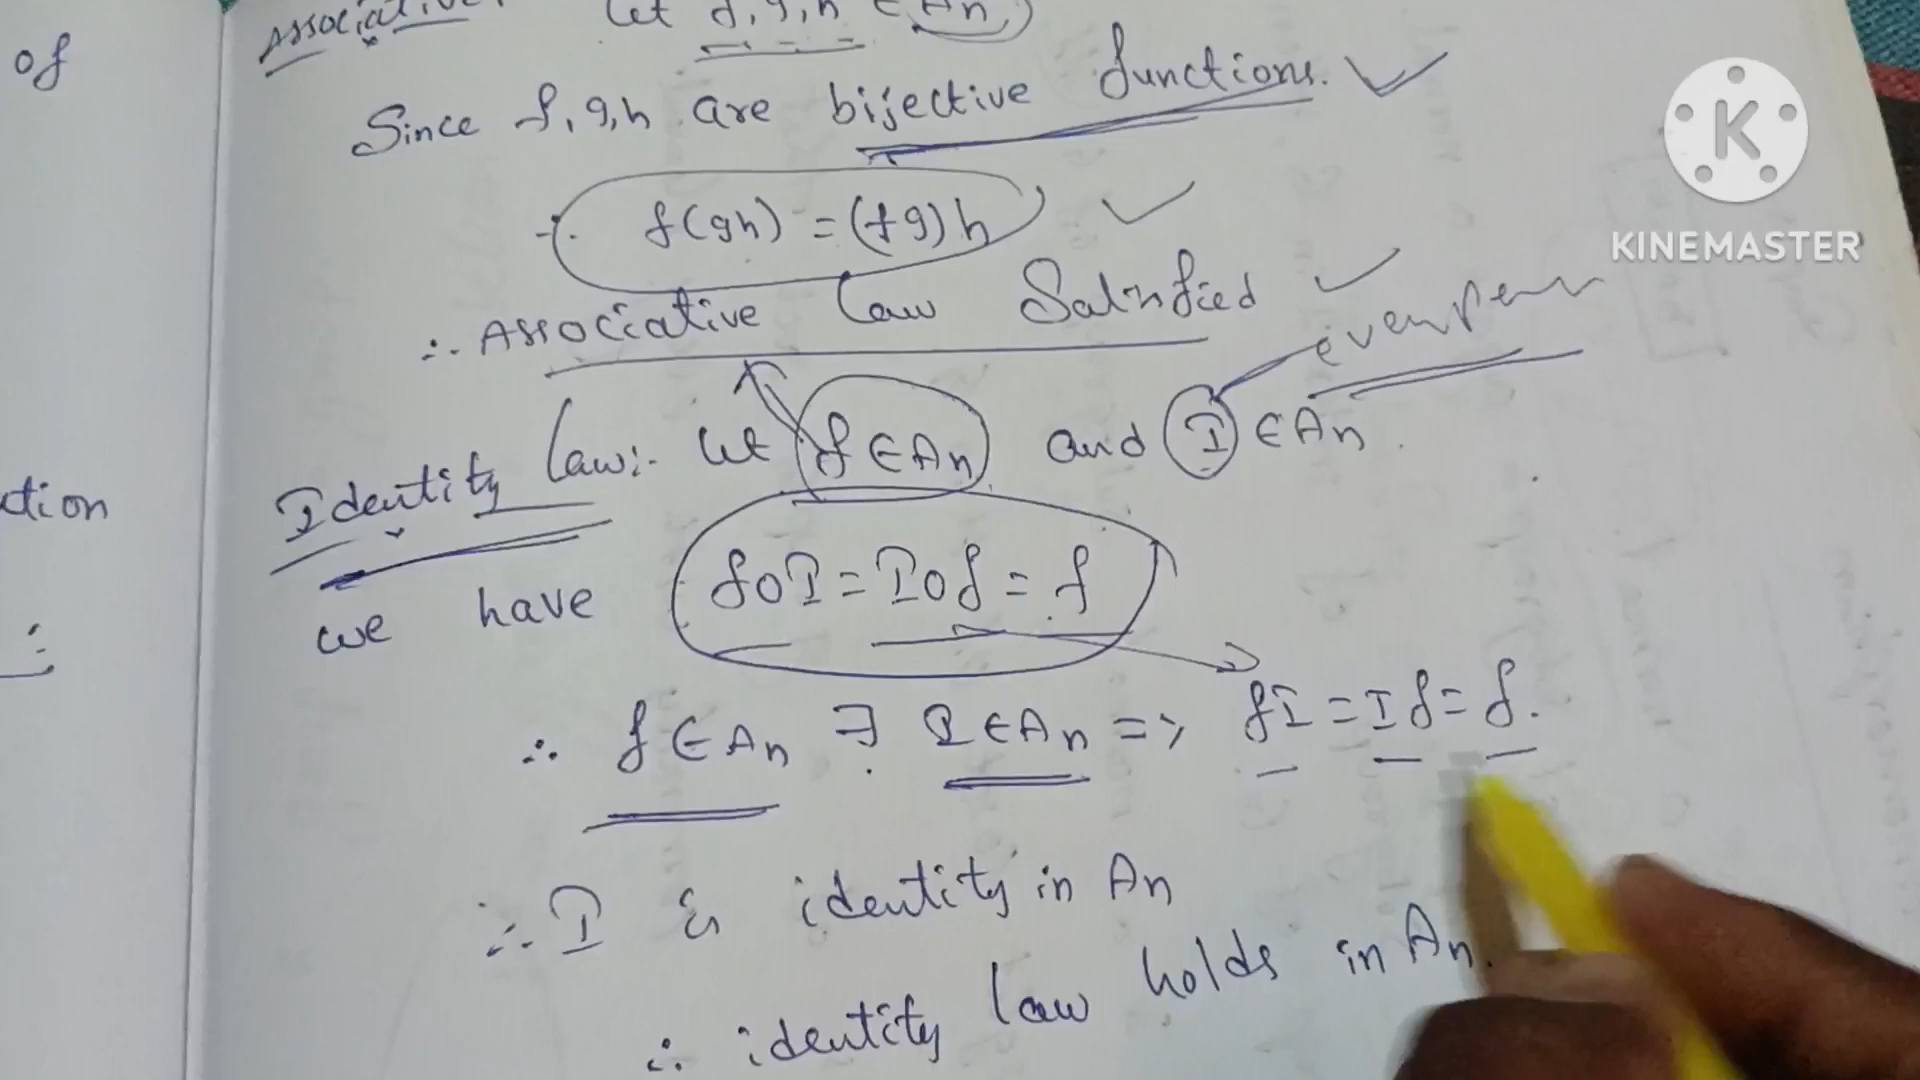 of
Associative: Let f, g, h ∈ An
Since f, g, h are bijective functions.
∴ f(gh) = (fg)h
∴ Associative law Satisfied
even per
Identity law:- let f ∈ An and I ∈ An.
ction
we have foI = Iof = f
∴ f ∈ An ∃ I ∈ An => fI = If = f.
∴ I is identity in An
∴ identity law holds in An.
K
KINEMASTER